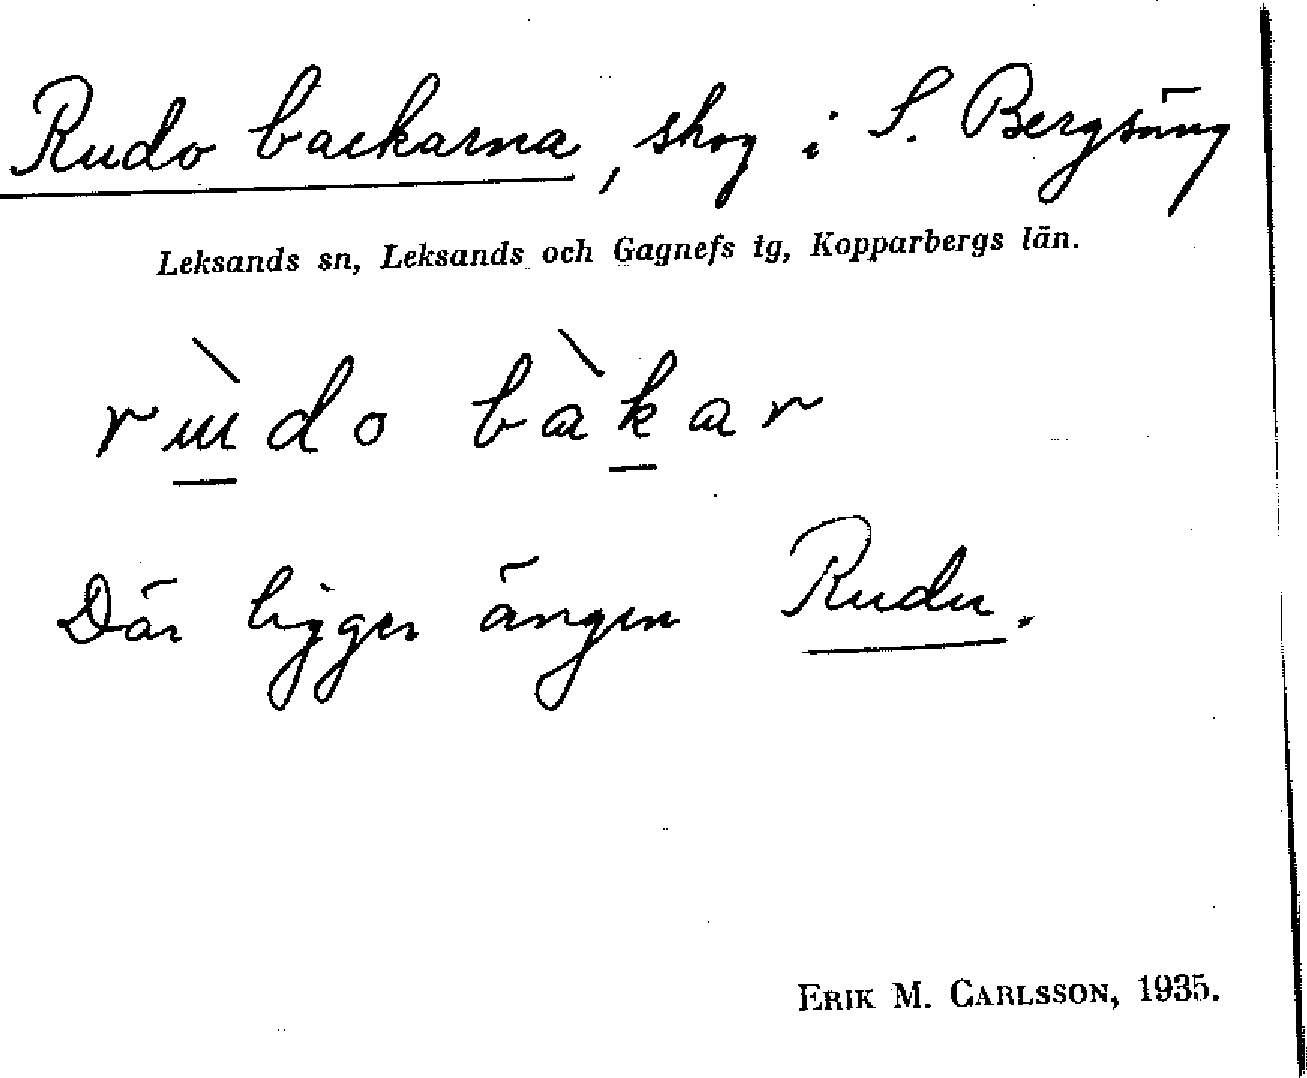 Rudo backarna, skog i S. Bergsäng
Leksands sn, Leksands och Gagnefs tg, Kopparbergs län.
rùdo bàkar
Där ligger ängen Rudu.
ERIK M. CARLSSON, 1935.